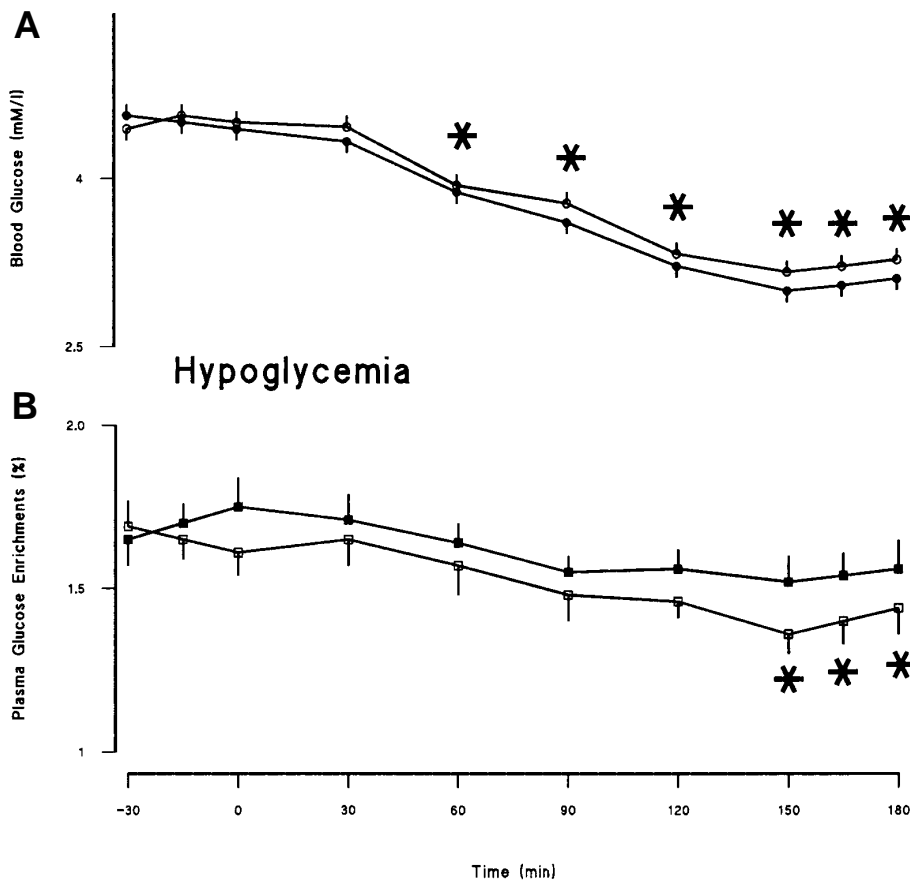 A
Blood Glucose (mM/l)
4
2.5
Hypoglycemia
B
Plasma Glucose Enrichments (%)
2.0
1.5
1
-30 0 30 60 90 120 150 180
Time (min)